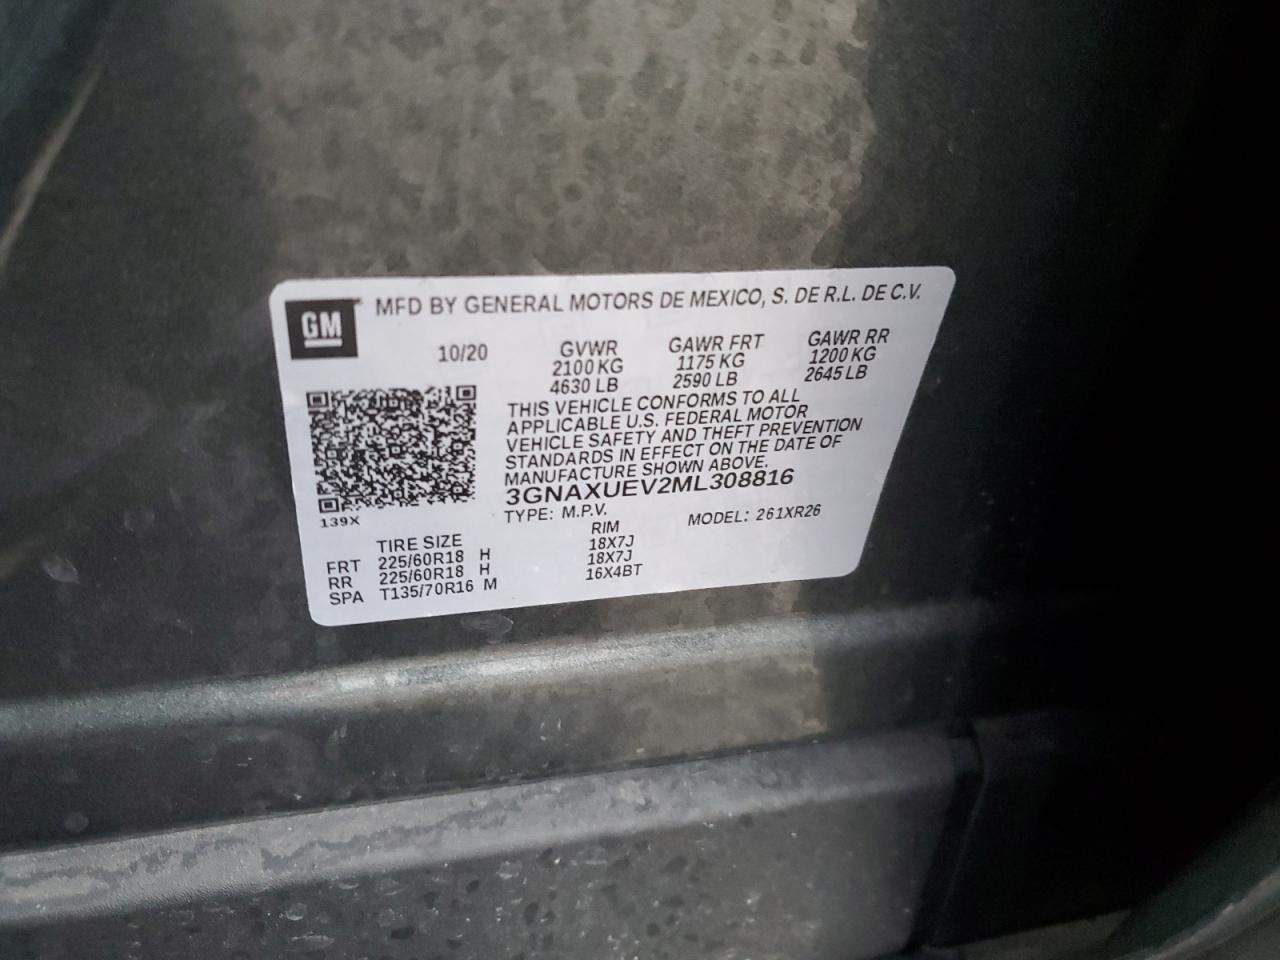 GM
MFD BY GENERAL MOTORS DE MEXICO, S. DE R.L. DE C.V.
10/20
GVWR GAWR FRT GAWR RR
2100 KG 1175 KG 1200 KG
4630 LB 2590 LB 2645 LB
THIS VEHICLE CONFORMS TO ALL
APPLICABLE U.S. FEDERAL MOTOR
VEHICLE SAFETY AND THEFT PREVENTION
STANDARDS IN EFFECT ON THE DATE OF
MANUFACTURE SHOWN ABOVE.
3GNAXUEV2ML308816
139X
TYPE: M.P.V. MODEL: 261XR26
TIRE SIZE RIM
FRT 225/60R18 H 18X7J
RR 225/60R18 H 18X7J
SPA T135/70R16 M 16X4BT